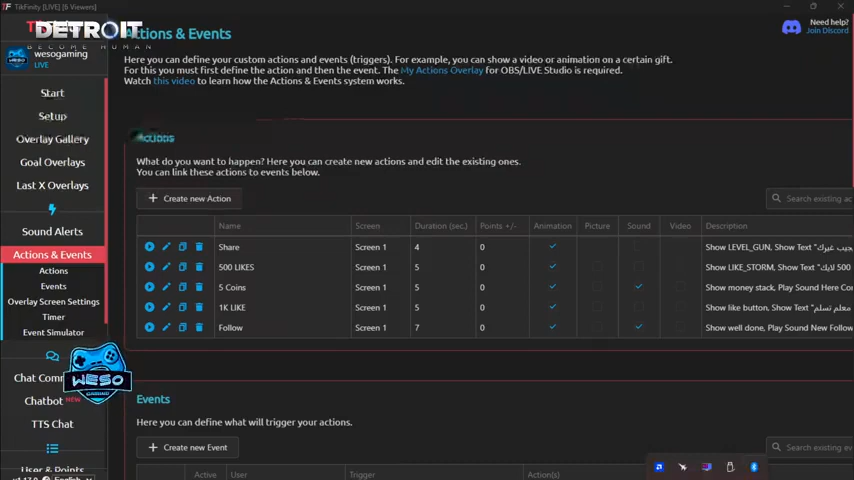 TikFinity [LIVE] [6 Viewers]
DETROIT
BECOME HUMAN
wesogaming
LIVE
Start
Setup
Overlay Gallery
Goal Overlays
Last X Overlays
Sound Alerts
Actions & Events
Actions
Events
Overlay Screen Settings
Timer
Event Simulator
Chat Com
Chatbot NEW
TTS Chat
User & Points
v1.17.0 English
WESO
GAMING
Actions & Events
Need help?
Join Discord
Here you can define your custom actions and events (triggers). For example, you can show a video or animation on a certain gift.
For this you must first define the action and then the event. The My Actions Overlay for OBS/LIVE Studio is required.
Watch this video to learn how the Actions & Events system works.
Actions
What do you want to happen? Here you can create new actions and edit the existing ones.
You can link these actions to events below.
+ Create new Action
Search existing ac
Name Screen Duration (sec.) Points +/- Animation Picture Sound Video Description
Share Screen 1 4 0 Show LEVEL_GUN, Show Text "جيب غيرك
500 LIKES Screen 1 5 0 Show LIKE_STORM, Show Text "500 لايك
5 Coins Screen 1 5 0 Show money stack, Play Sound Here Co
1K LIKE Screen 1 5 0 Show like button, Show Text "معلم تسلم
Follow Screen 1 7 0 Show well done, Play Sound New Follow
Events
Here you can define what will trigger your actions.
+ Create new Event
Search existing ev
Active User Trigger Action(s)